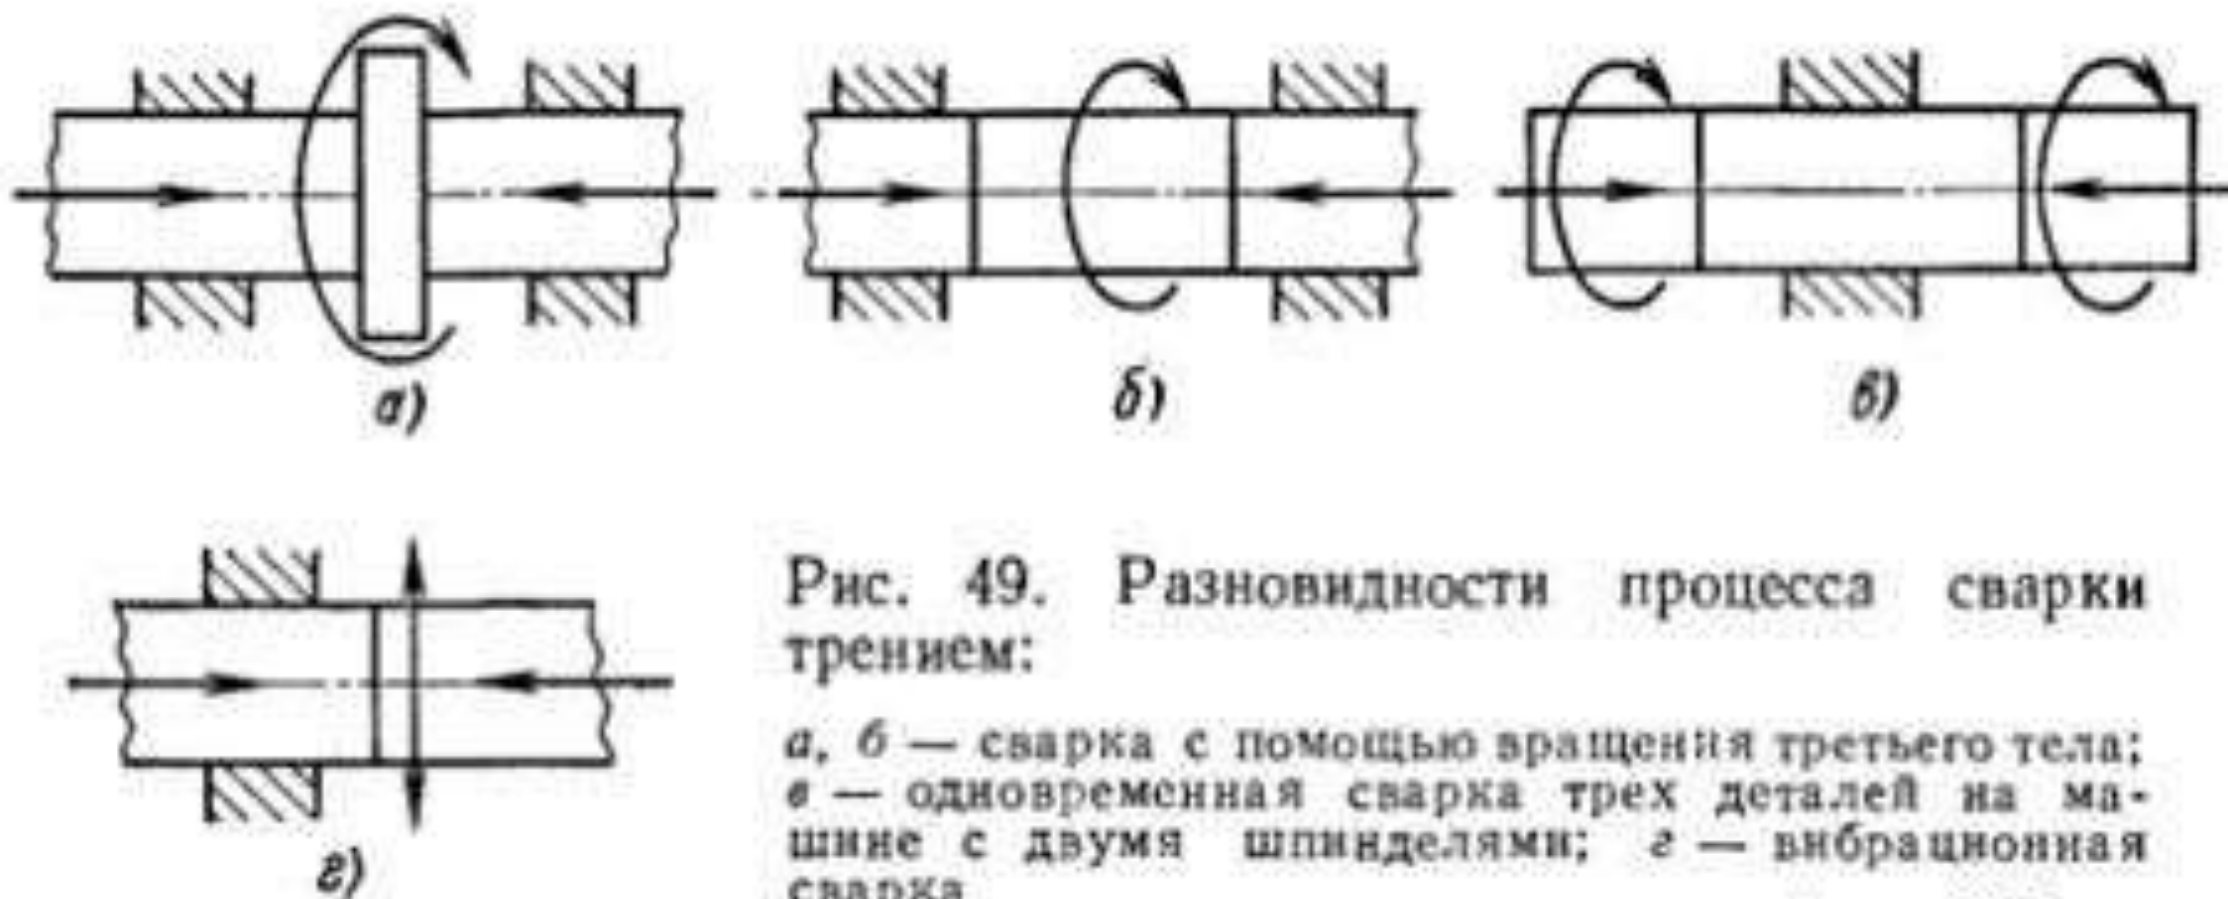 а)
б)
в)
г)
Рис. 49. Разновидности процесса сварки
трением:
а, б — сварка с помощью вращения третьего тела;
в — одновременная сварка трех деталей на ма-
шине с двумя шпинделями; г — вибрационная
сварка